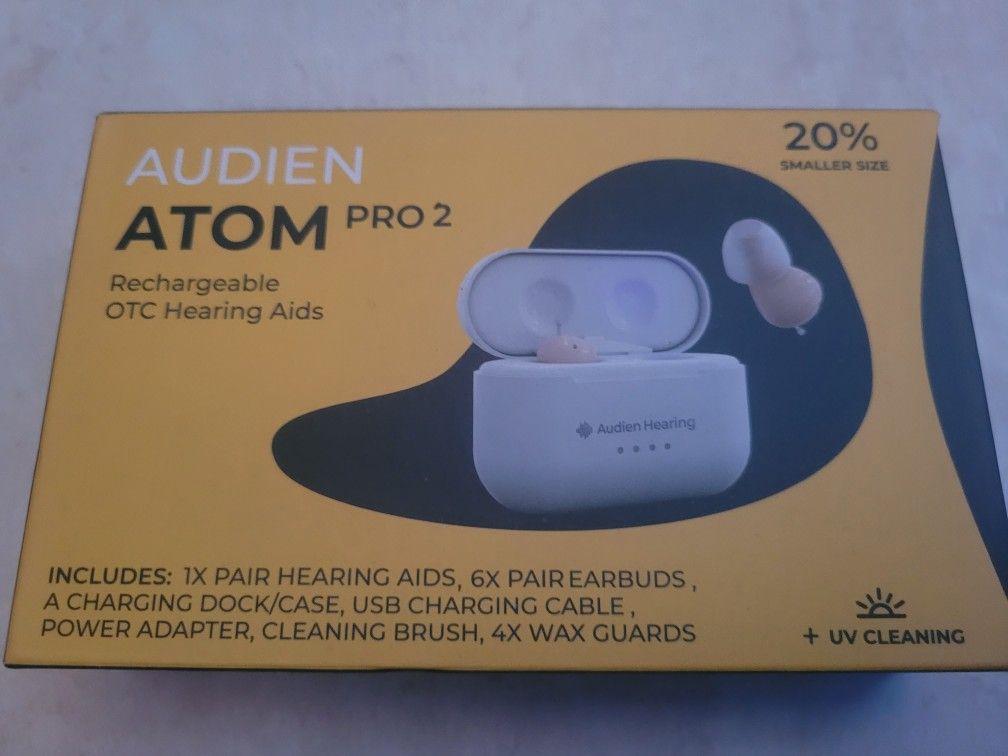 AUDIEN
ATOM PRO 2
Rechargeable
OTC Hearing Aids
20%
SMALLER SIZE
Audien Hearing
INCLUDES: 1X PAIR HEARING AIDS, 6X PAIR EARBUDS,
A CHARGING DOCK/CASE, USB CHARGING CABLE,
POWER ADAPTER, CLEANING BRUSH, 4X WAX GUARDS
+ UV CLEANING